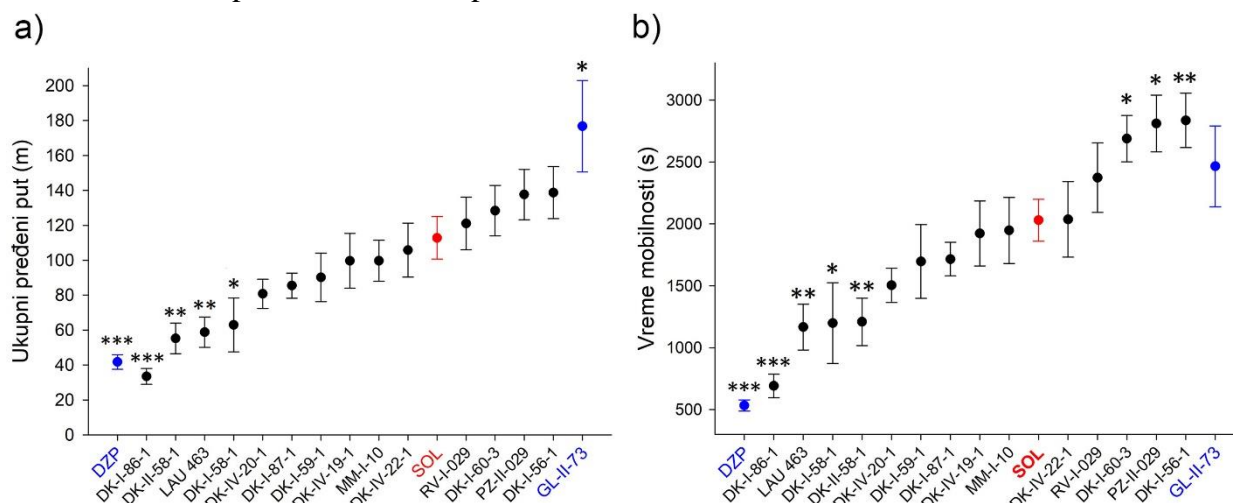 a)
Ukupni pređeni put (m)
200
180
160
140
120
100
80
60
40
20
0
***
***
**
**
*
*
DZP
DK-I-86-1
DK-II-58-1
LAU 463
DK-I-58-1
DK-IV-20-1
DK-I-87-1
DK-I-59-1
DK-IV-19-1
MM-I-10
DK-IV-22-1
SOL
RV-I-029
DK-I-60-3
PZ-II-029
DK-I-56-1
GL-II-73
b)
Vreme mobilnosti (s)
3000
2500
2000
1500
1000
500
***
***
**
*
**
*
*
**
DZP
DK-I-86-1
LAU 463
DK-I-58-1
DK-II-58-1
DK-IV-20-1
DK-I-59-1
DK-I-87-1
DK-IV-19-1
MM-I-10
SOL
DK-IV-22-1
RV-I-029
DK-I-60-3
PZ-II-029
DK-I-56-1
GL-II-73